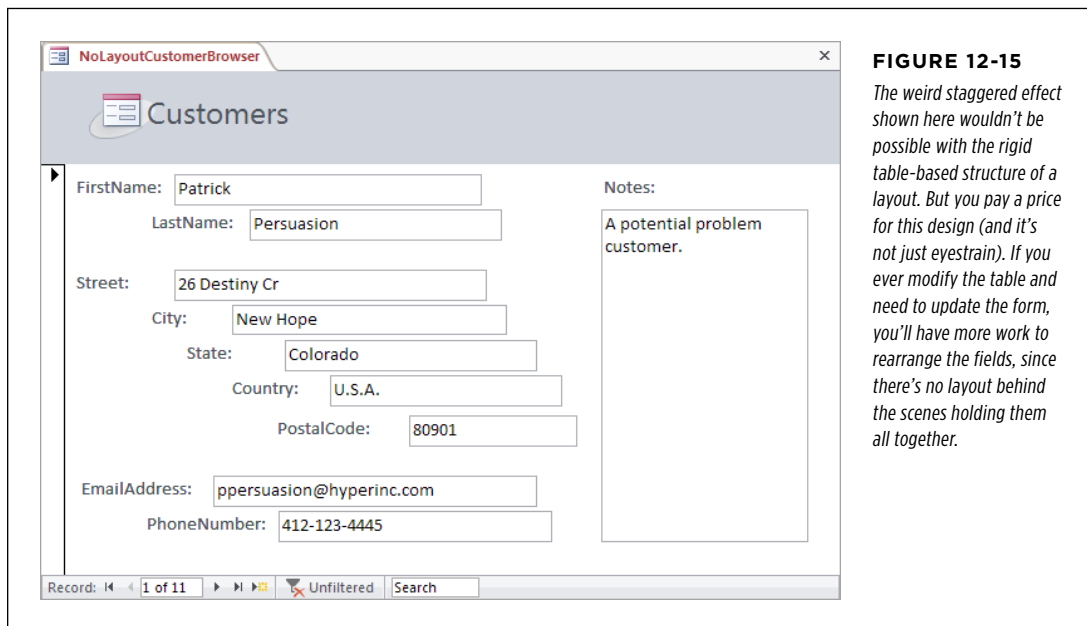 NoLayoutCustomerBrowser
Customers
FirstName: Patrick
LastName: Persuasion
Street: 26 Destiny Cr
City: New Hope
State: Colorado
Country: U.S.A.
PostalCode: 80901
EmailAddress: ppersuasion@hyperinc.com
PhoneNumber: 412-123-4445
Notes:
A potential problem
customer.
Record: 1 of 11 Unfiltered Search
FIGURE 12-15
The weird staggered effect
shown here wouldn’t be
possible with the rigid
table-based structure of a
layout. But you pay a price
for this design (and it’s
not just eyestrain). If you
ever modify the table and
need to update the form,
you’ll have more work to
rearrange the fields, since
there’s no layout behind
the scenes holding them
all together.